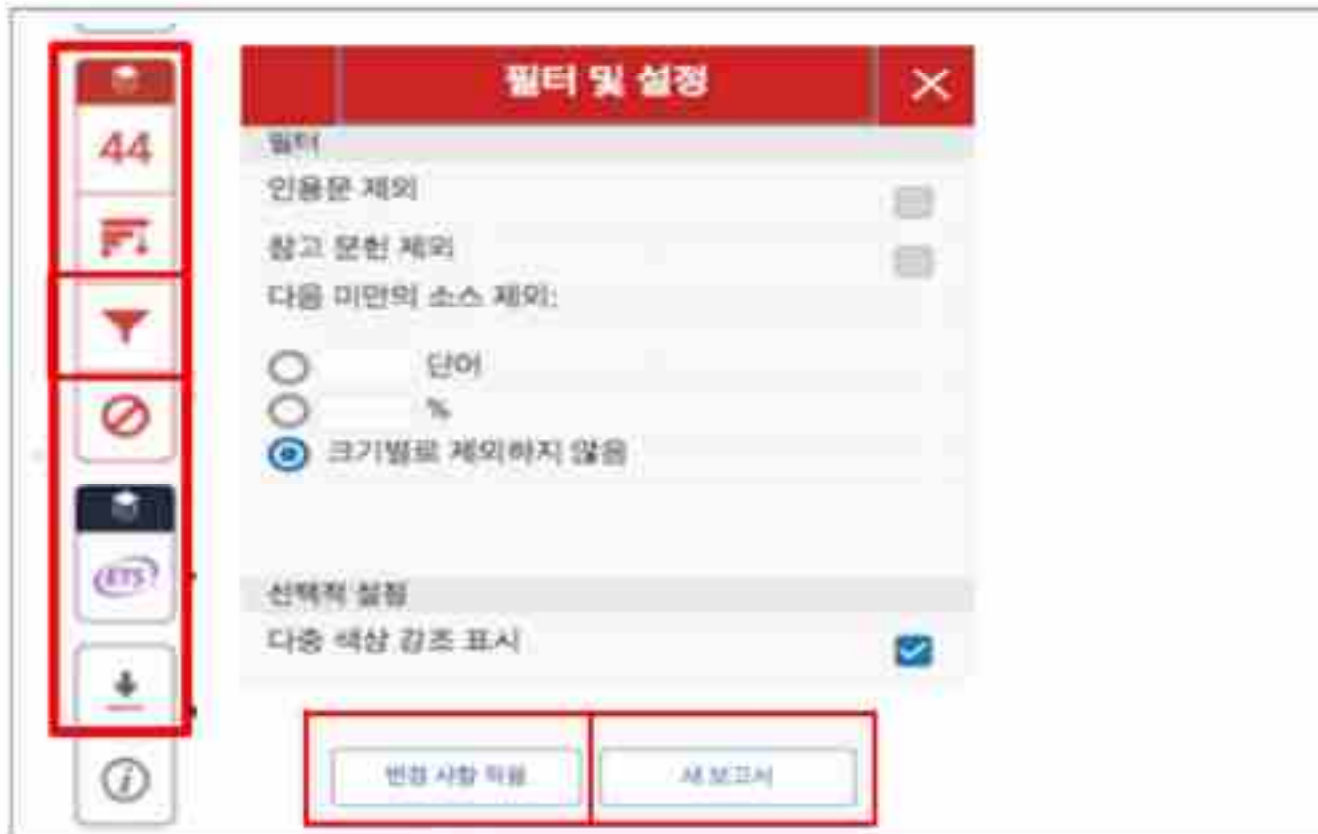 필터 및 설정
44
필터
인용문 제외
참고 문헌 제외
다음 미만의 소스 제외:
단어
%
크기별로 제외하지 않음
ETS
선택적 설정
다중 색상 강조 표시
변경 사항 적용
새 보고서